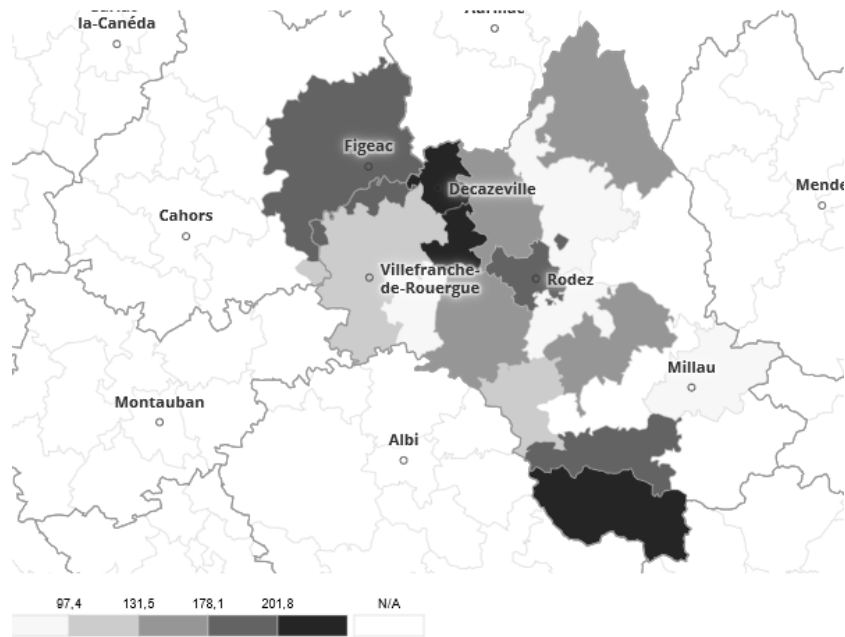 la-Canéda
Figeac
Decazeville
Mende
Cahors
Villefranche-
de-Rouergue
Rodez
Millau
Montauban
Albi
97,4 131,5 178,1 201,8 N/A